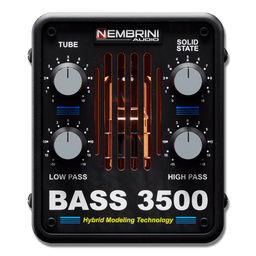 NEMBRINI
AUDIO
TUBE
SOLID
STATE
LOW PASS
HIGH PASS
BASS 3500
Hybrid Modeling Technology